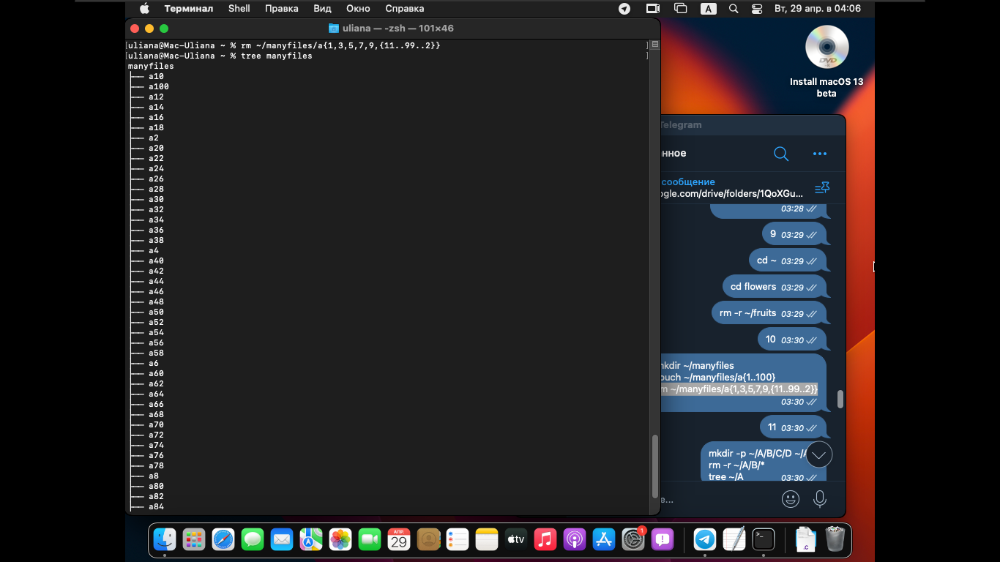 Терминал Shell Правка Вид Окно Справка A Вт, 29 апр. в 04:06
uliana — -zsh — 101×46
[uliana@Mac-Uliana ~ % rm ~/manyfiles/a{1,3,5,7,9,{11..99..2}} ]
[uliana@Mac-Uliana ~ % tree manyfiles ]
manyfiles
├── a10
├── a100
├── a12
├── a14
├── a16
├── a18
├── a2
├── a20
├── a22
├── a24
├── a26
├── a28
├── a30
├── a32
├── a34
├── a36
├── a38
├── a4
├── a40
├── a42
├── a44
├── a46
├── a48
├── a50
├── a52
├── a54
├── a56
├── a58
├── a6
├── a60
├── a62
├── a64
├── a66
├── a68
├── a70
├── a72
├── a74
├── a76
├── a78
├── a8
├── a80
├── a82
├── a84
DVD
Install macOS 13
beta
Telegram
нное
сообщение
ogle.com/drive/folders/1QoXGu...
03:28
9 03:29
cd ~ 03:29
cd flowers 03:29
rm -r ~/fruits 03:29
10 03:30
mkdir ~/manyfiles
ouch ~/manyfiles/a{1..100}
m ~/manyfiles/a{1,3,5,7,9,{11..99..2}}
03:30
11 03:30
mkdir -p ~/A/B/C/D ~/A
rm -r ~/A/B/*
tree ~/A 03:30
е...
АПР.
29
tv
1
>_
.c